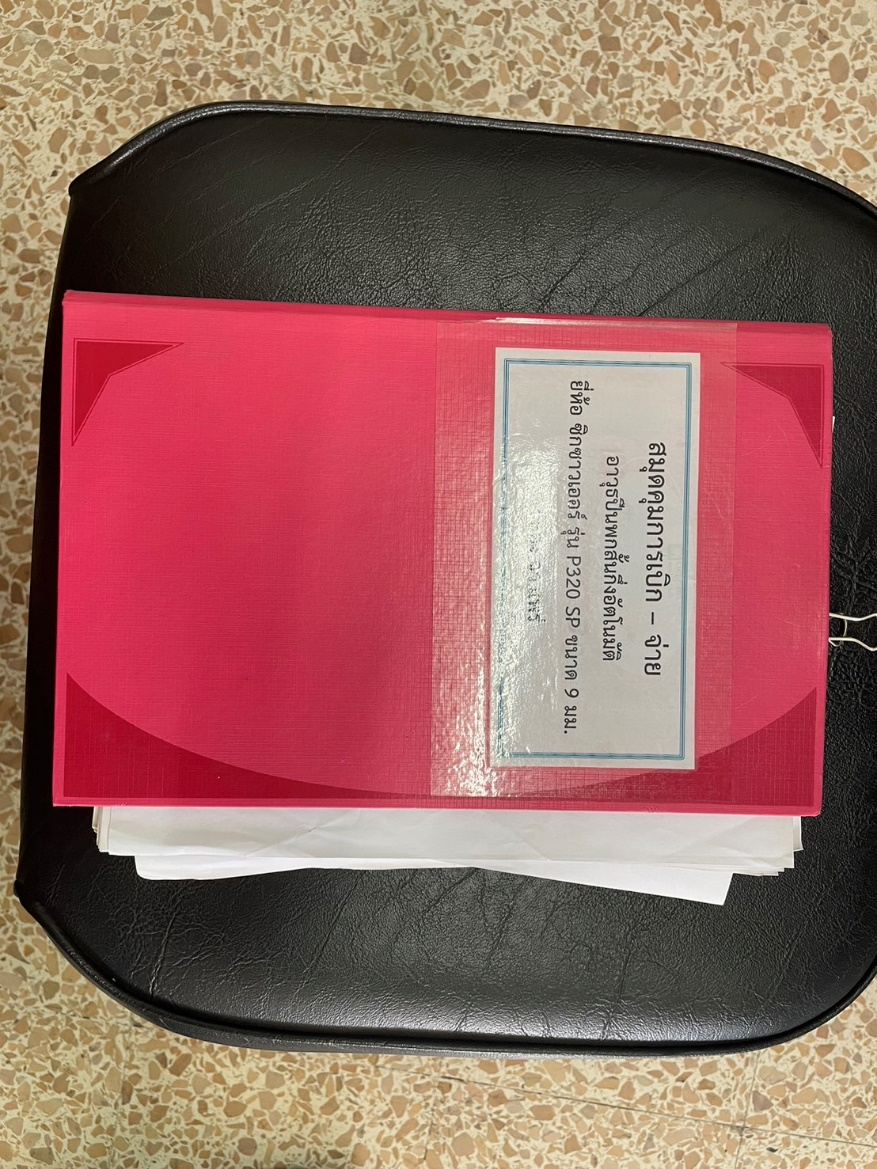 สมุดคุมการเบิก – จ่าย
อาวุธปืนพกสั้นกึ่งอัตโนมัติ
ยี่ห้อ ซิกซาวเออร์ รุ่น P320 SP ขนาด 9 มม.